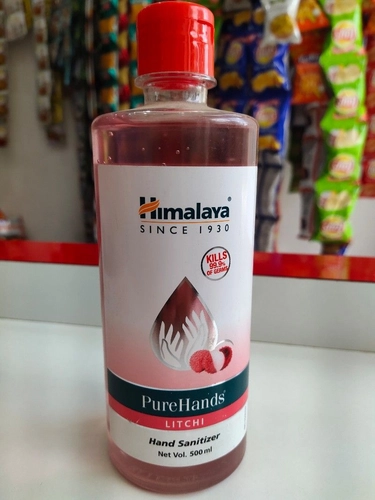 Himalaya®
SINCE 1930
KILLS
99.9%
OF GERMS
PureHands®
LITCHI
Hand Sanitizer
Net Vol. 500 ml